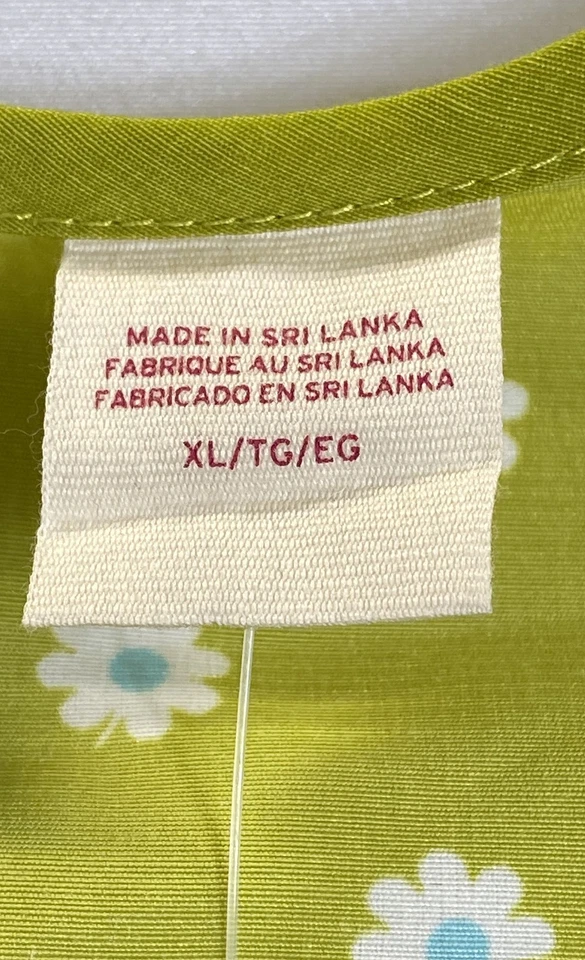 MADE IN SRI LANKA
FABRIQUE AU SRI LANKA
FABRICADO EN SRI LANKA
XL/TG/EG